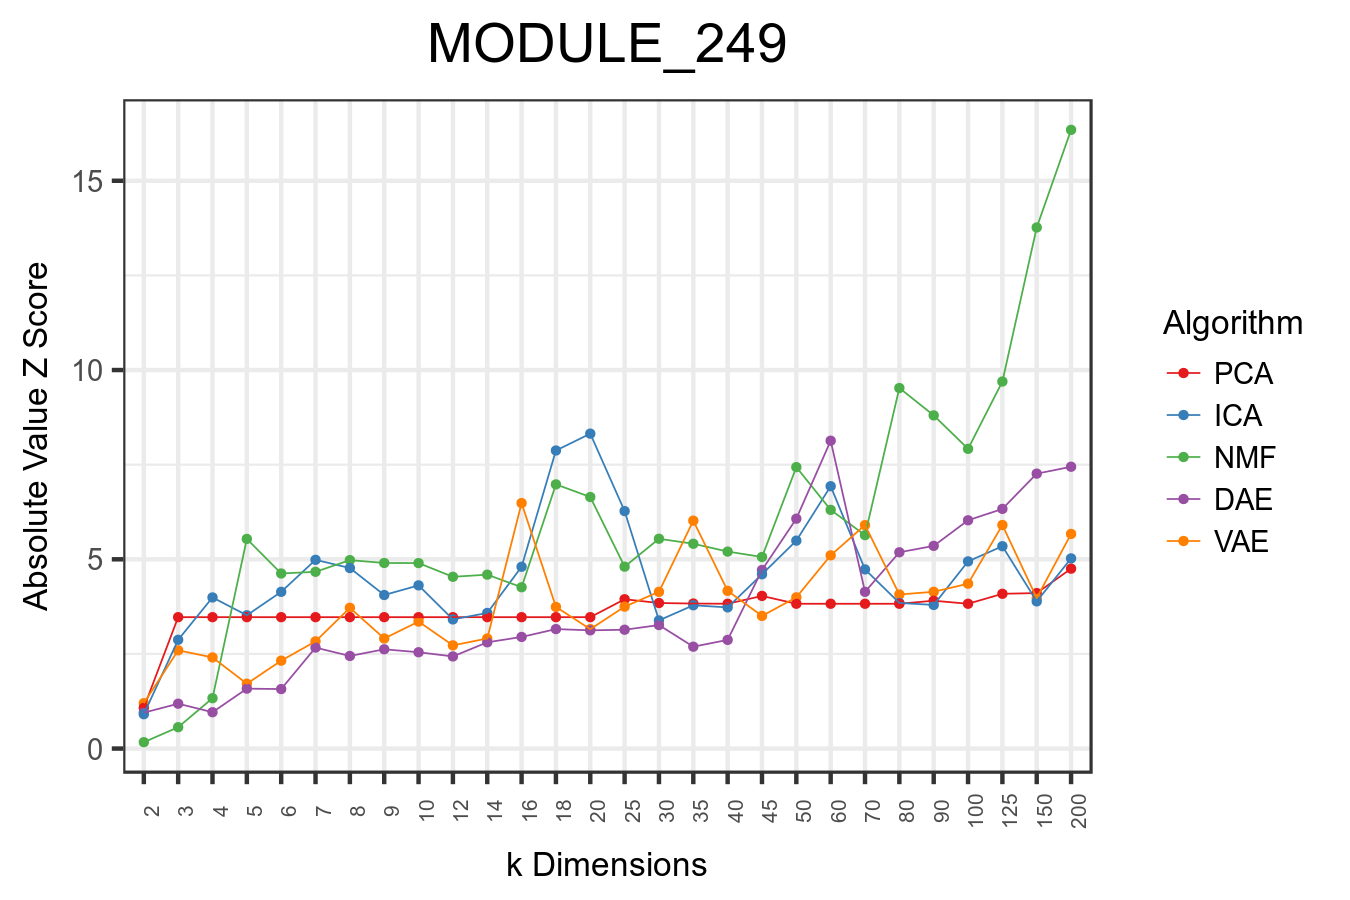 MODULE_249
Absolute Value Z Score
15
10
5
0
2 3 4 5 6 7 8 9 10 12 14 16 18 20 25 30 35 40 45 50 60 70 80 90 100 125 150 200
k Dimensions
Algorithm
PCA
ICA
NMF
DAE
VAE